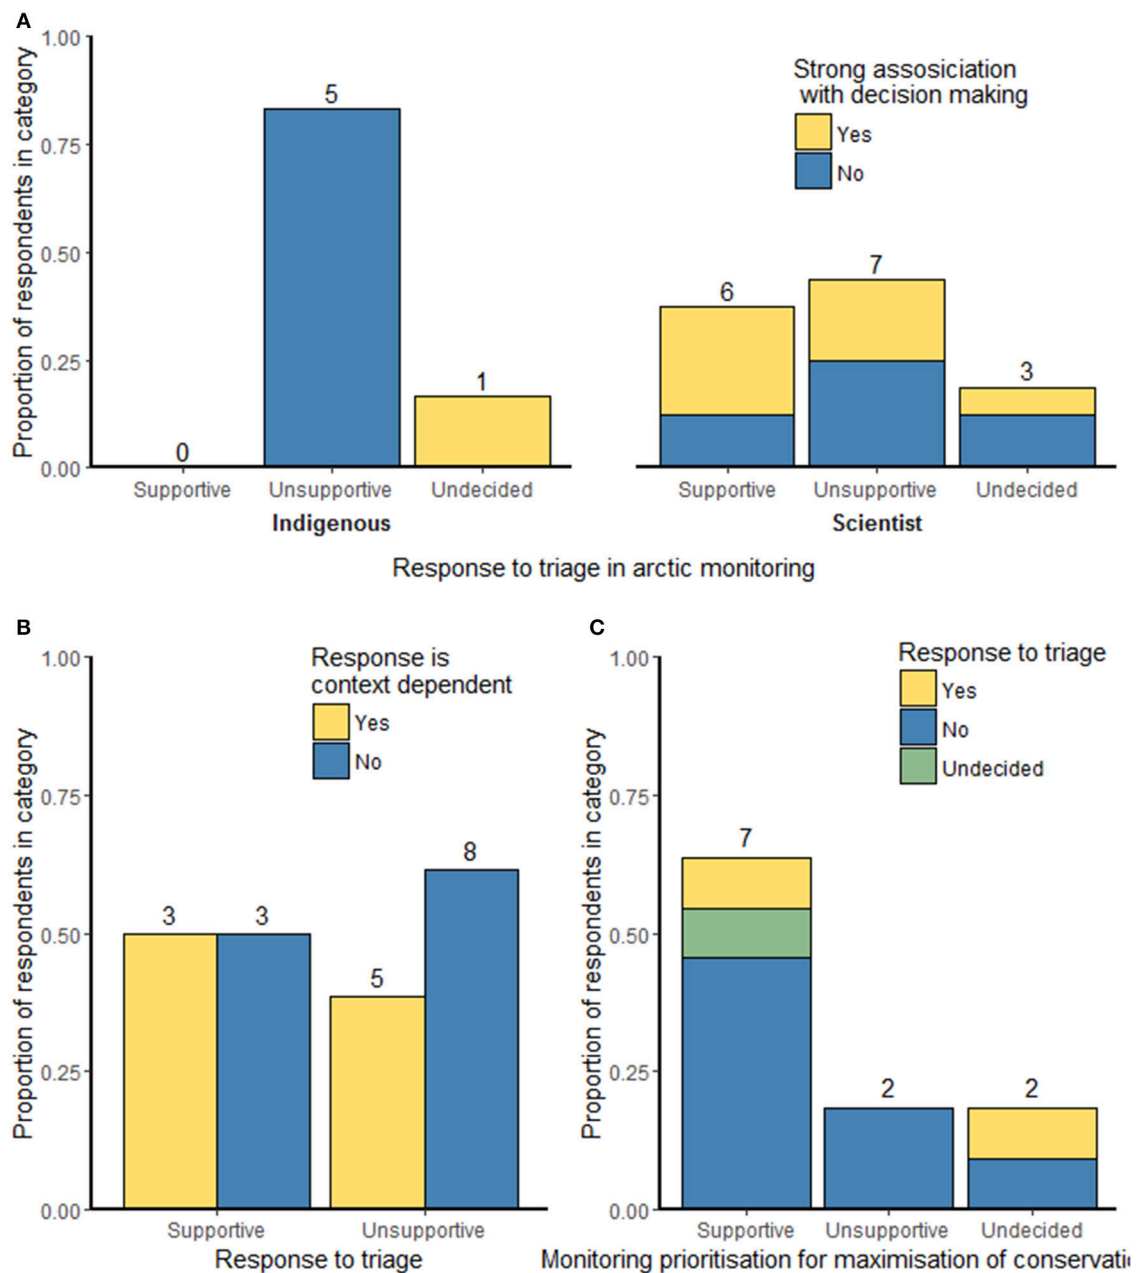 A
Proportion of respondents in category
1.00
0.75
0.50
0.25
0.00
0
5
1
Supportive Unsupportive Undecided
Indigenous
Strong assosiciation
with decision making
Yes
No
6
7
3
Supportive Unsupportive Undecided
Scientist
Response to triage in arctic monitoring
B
Proportion of respondents in category
1.00
0.75
0.50
0.25
0.00
Response is
context dependent
Yes
No
3
3
5
8
Supportive Unsupportive
Response to triage
C
Proportion of respondents in category
1.00
0.75
0.50
0.25
0.00
Response to triage
Yes
No
Undecided
7
2
2
Supportive Unsupportive Undecided
Monitoring prioritisation for maximisation of